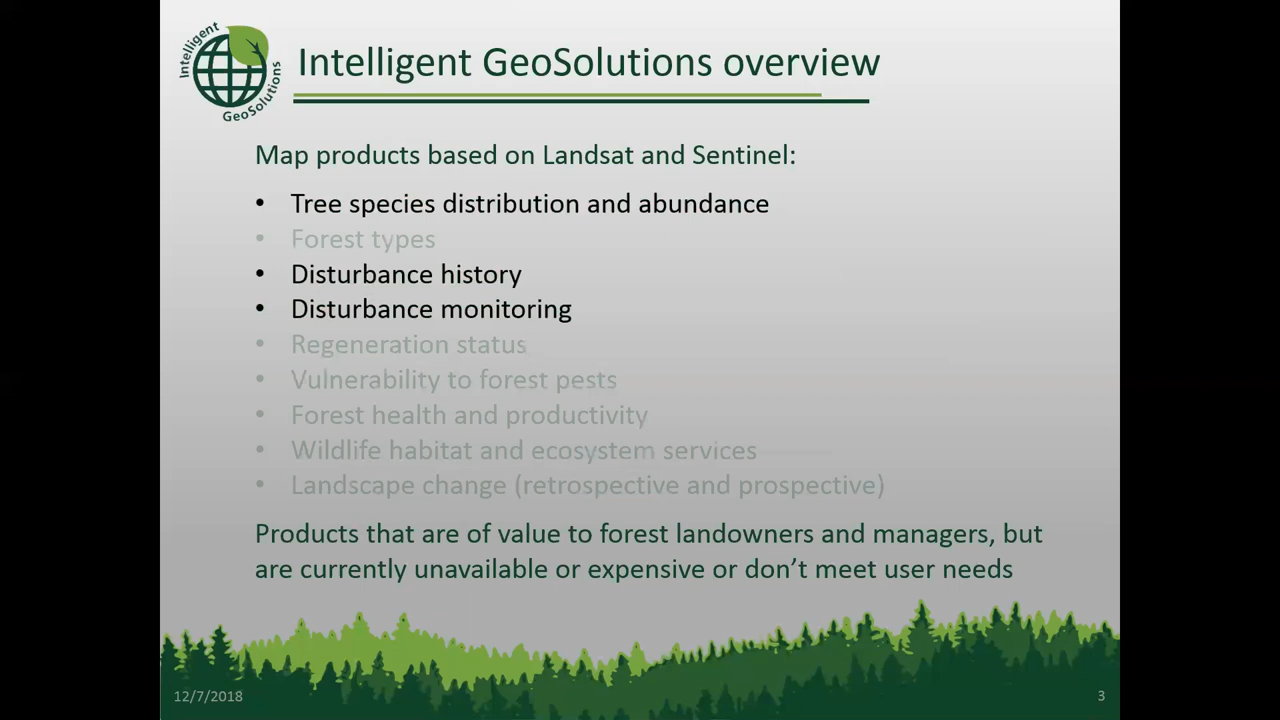 Intelligent
GeoSolutions
Intelligent GeoSolutions overview
Map products based on Landsat and Sentinel:
• Tree species distribution and abundance
• Forest types
• Disturbance history
• Disturbance monitoring
• Regeneration status
• Vulnerability to forest pests
• Forest health and productivity
• Wildlife habitat and ecosystem services
• Landscape change (retrospective and prospective)
Products that are of value to forest landowners and managers, but
are currently unavailable or expensive or don’t meet user needs
12/7/2018
3